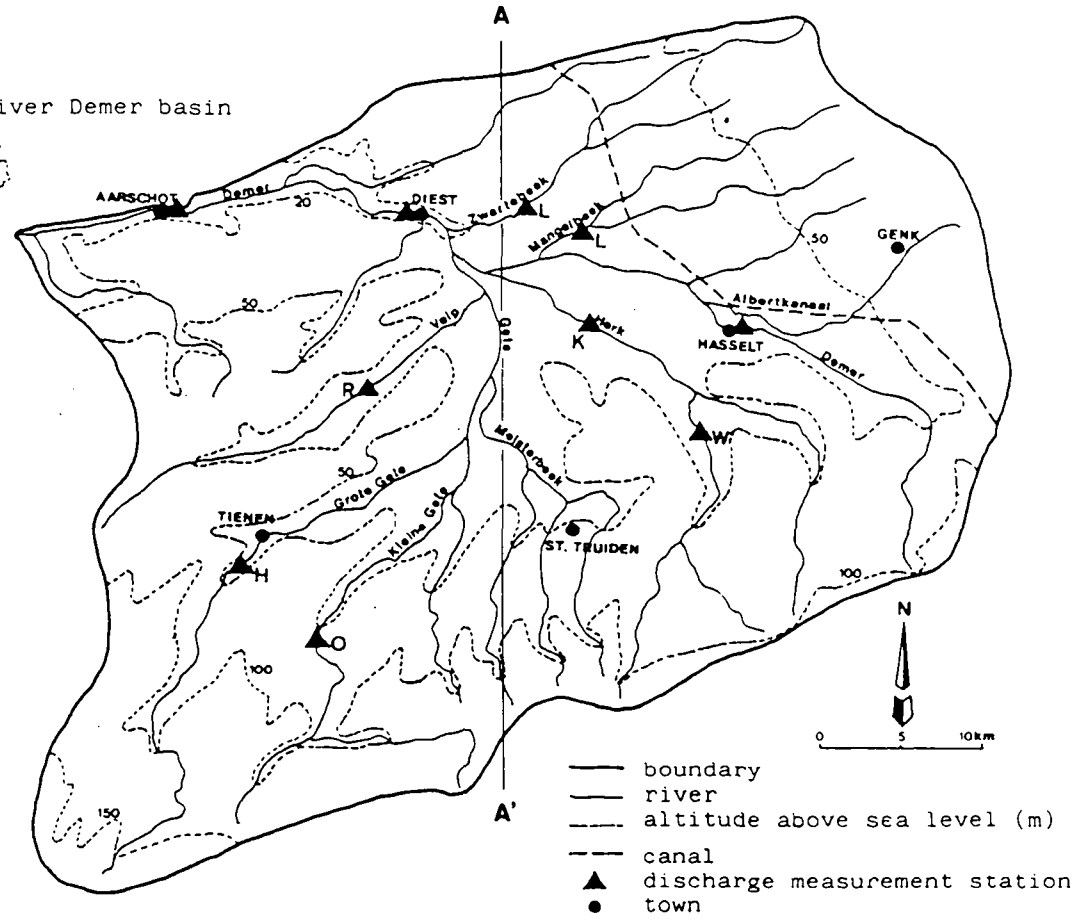 A
iver Demer basin
AARSCHOT
Demer
20
DIEST
Zwartebeek
L
Mangelbeek
L
50
GENK
50
Velp
Gete
Herk
K
Albertkanaal
HASSELT
Demer
R
W
Melsterbeek
50
Grote Gete
Kleine Gete
TIENEN
H
ST. TRUIDEN
O
100
100
N
150
0 5 10km
A'
boundary
river
altitude above sea level (m)
canal
discharge measurement station
town